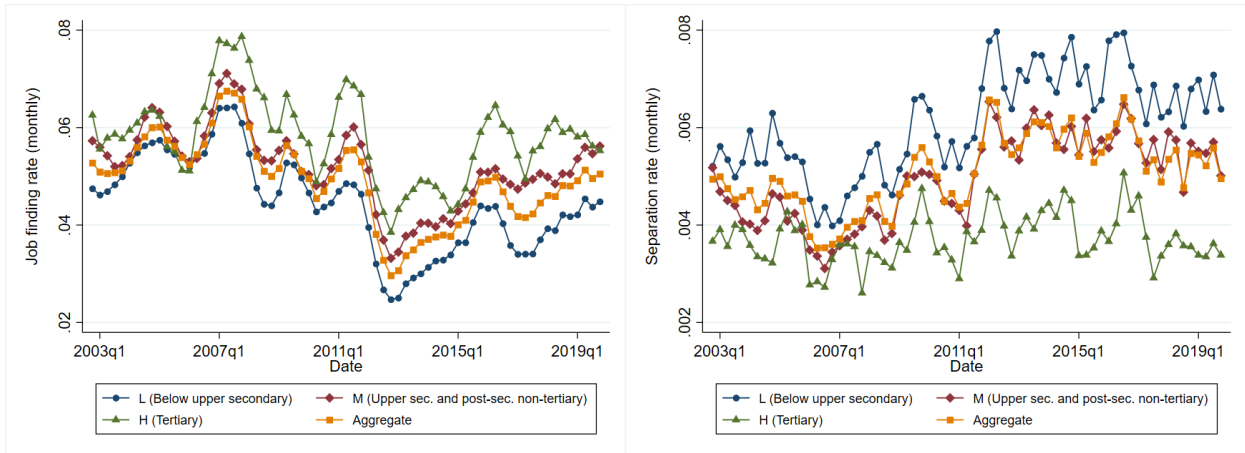 Job finding rate (monthly)
.08
.06
.04
.02
2003q1 2007q1 2011q1 2015q1 2019q1
Date
L (Below upper secondary) M (Upper sec. and post-sec. non-tertiary)
H (Tertiary) Aggregate
Separation rate (monthly)
.008
.006
.004
.002
2003q1 2007q1 2011q1 2015q1 2019q1
Date
L (Below upper secondary) M (Upper sec. and post-sec. non-tertiary)
H (Tertiary) Aggregate